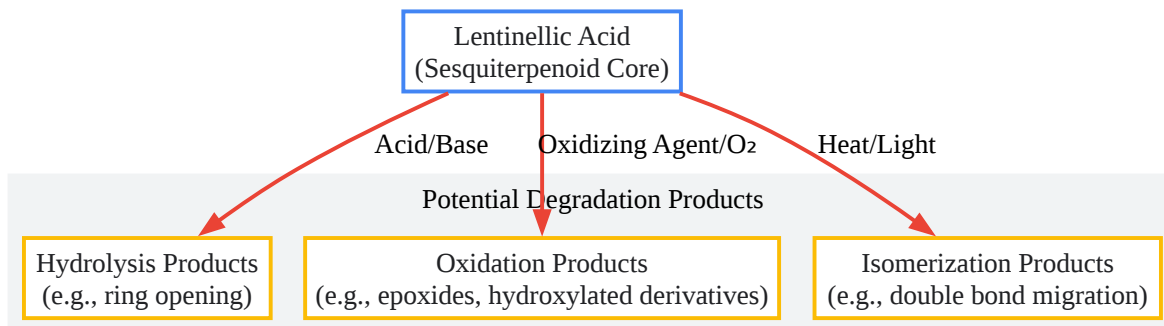 Lentinellic Acid
(Sesquiterpenoid Core)
Acid/Base
Oxidizing Agent/O₂
Heat/Light
Potential Degradation Products
Hydrolysis Products
(e.g., ring opening)
Oxidation Products
(e.g., epoxides, hydroxylated derivatives)
Isomerization Products
(e.g., double bond migration)